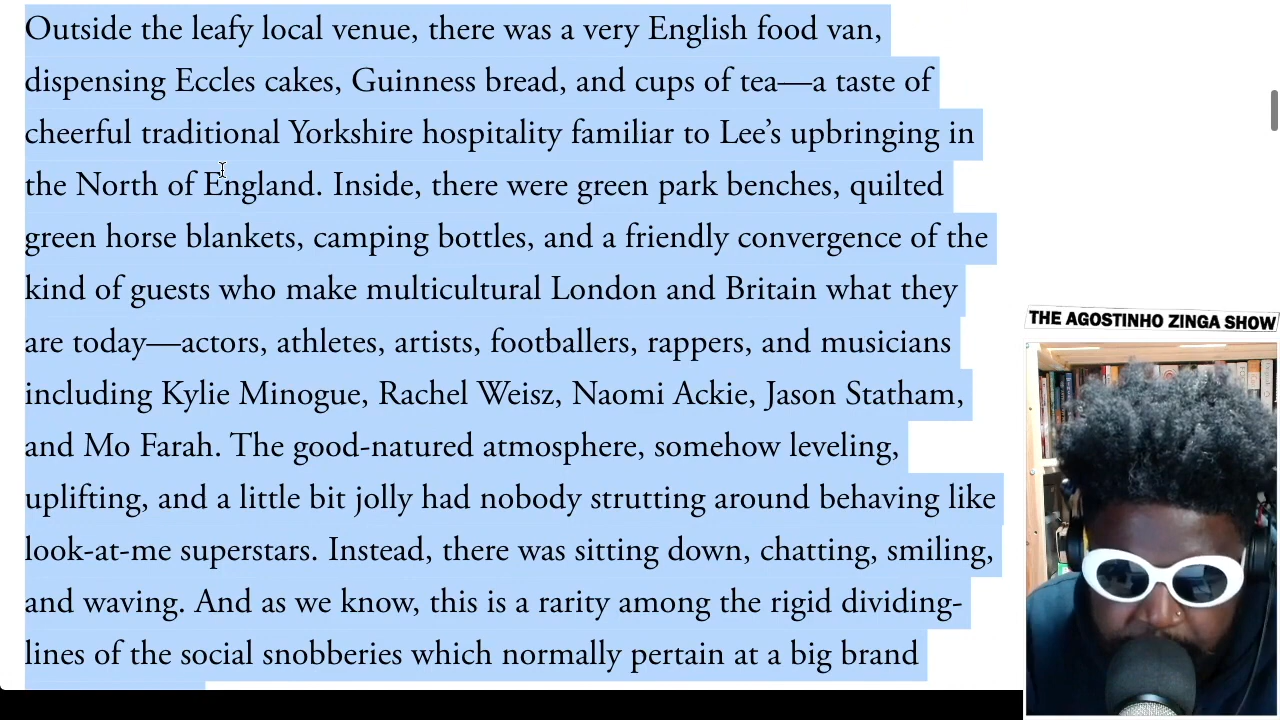 Outside the leafy local venue, there was a very English food van,
dispensing Eccles cakes, Guinness bread, and cups of tea—a taste of
cheerful traditional Yorkshire hospitality familiar to Lee’s upbringing in
the North of England. Inside, there were green park benches, quilted
green horse blankets, camping bottles, and a friendly convergence of the
kind of guests who make multicultural London and Britain what they
are today—actors, athletes, artists, footballers, rappers, and musicians
including Kylie Minogue, Rachel Weisz, Naomi Ackie, Jason Statham,
and Mo Farah. The good-natured atmosphere, somehow leveling,
uplifting, and a little bit jolly had nobody strutting around behaving like
look-at-me superstars. Instead, there was sitting down, chatting, smiling,
and waving. And as we know, this is a rarity among the rigid dividing-
lines of the social snobberies which normally pertain at a big brand
THE AGOSTINHO ZINGA SHOW